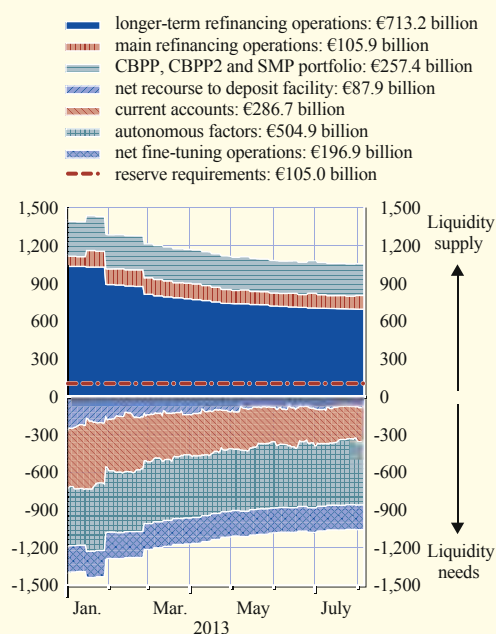 longer-term refinancing operations: €713.2 billion
main refinancing operations: €105.9 billion
CBPP, CBPP2 and SMP portfolio: €257.4 billion
net recourse to deposit facility: €87.9 billion
current accounts: €286.7 billion
autonomous factors: €504.9 billion
net fine-tuning operations: €196.9 billion
reserve requirements: €105.0 billion
1,500 1,500
Liquidity
supply
1,200 1,200
900 900
600 600
300 300
0 0
-300 -300
-600 -600
-900 -900
-1,200 -1,200
Liquidity
needs
-1,500 -1,500
Jan. Mar. May July
2013